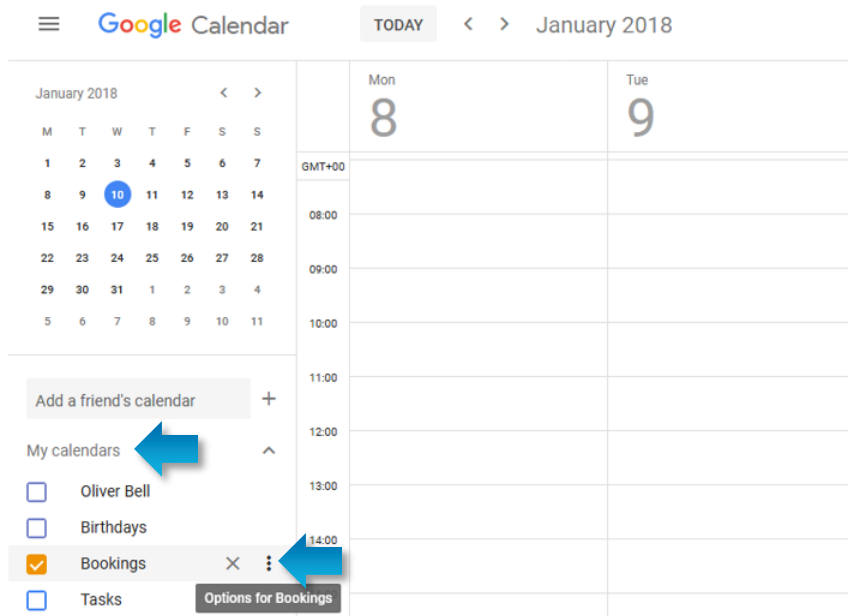 Google Calendar TODAY < > January 2018
January 2018 < >
M T W T F S S
1 2 3 4 5 6 7
8 9 10 11 12 13 14
15 16 17 18 19 20 21
22 23 24 25 26 27 28
29 30 31 1 2 3 4
5 6 7 8 9 10 11
Add a friend's calendar +
My calendars
Oliver Bell
Birthdays
Bookings
Options for Bookings
Tasks
Mon
8
Tue
9
GMT+00
08:00
09:00
10:00
11:00
12:00
13:00
14:00